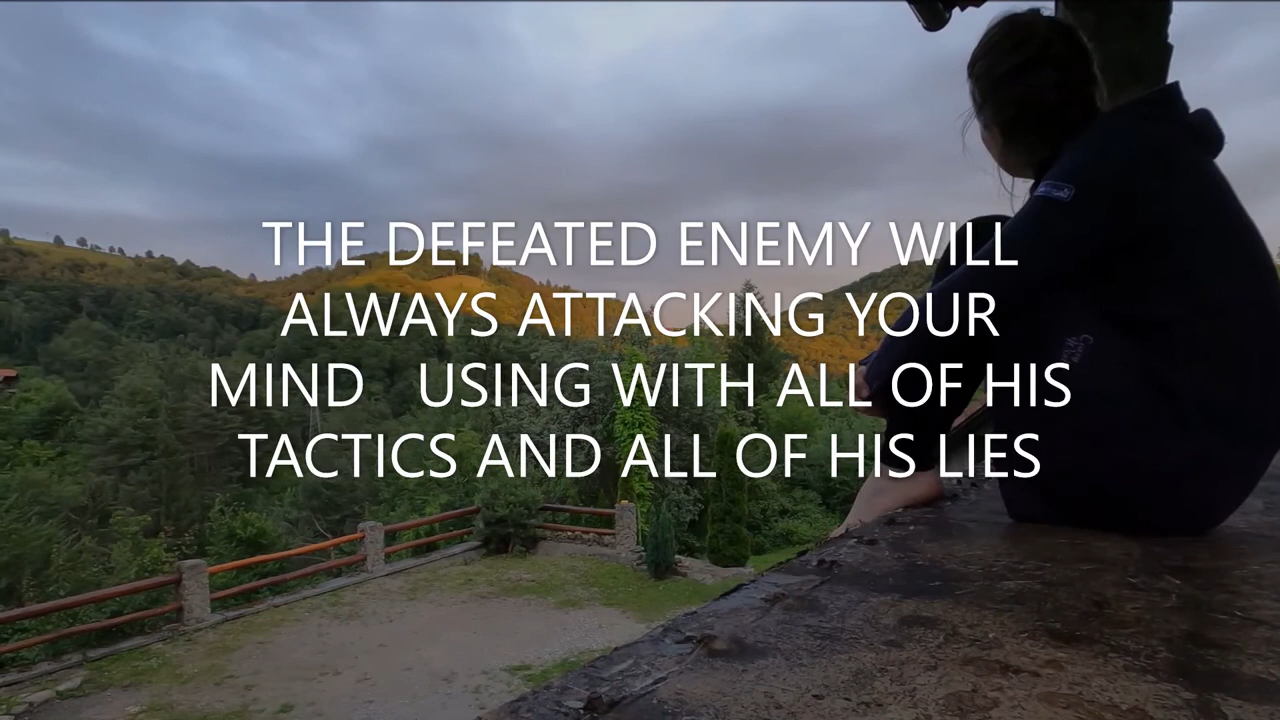 THE DEFEATED ENEMY WILL
ALWAYS ATTACKING YOUR
MIND   USING WITH ALL OF HIS
TACTICS AND ALL OF HIS LIES